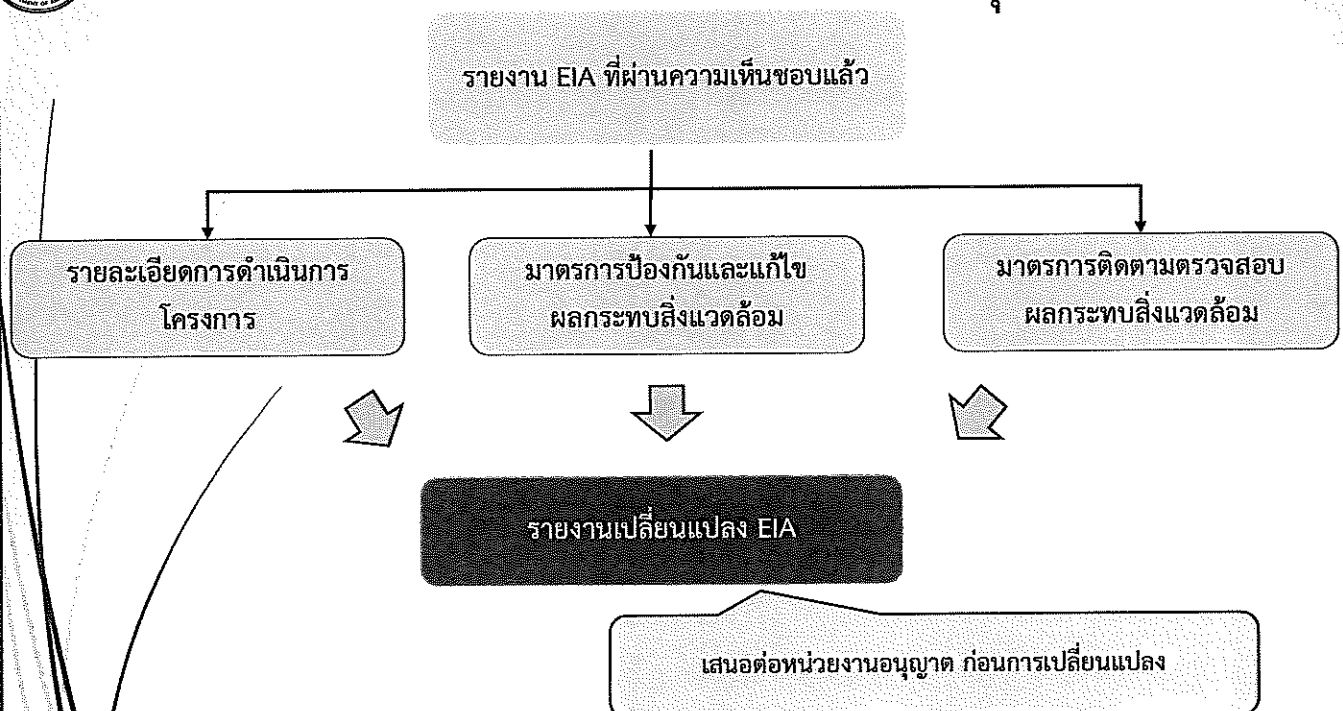 รายงาน EIA ที่ผ่านความเห็นชอบแล้ว
รายละเอียดการดำเนินการ
โครงการ
มาตรการป้องกันและแก้ไข
ผลกระทบสิ่งแวดล้อม
มาตรการติดตามตรวจสอบ
ผลกระทบสิ่งแวดล้อม
รายงานเปลี่ยนแปลง EIA
เสนอต่อหน่วยงานอนุญาต ก่อนการเปลี่ยนแปลง